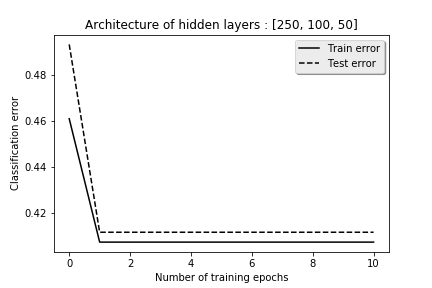 Architecture of hidden layers : [250, 100, 50]
Train error
Test error
Classification error
0.48
0.46
0.44
0.42
0 2 4 6 8 10
Number of training epochs